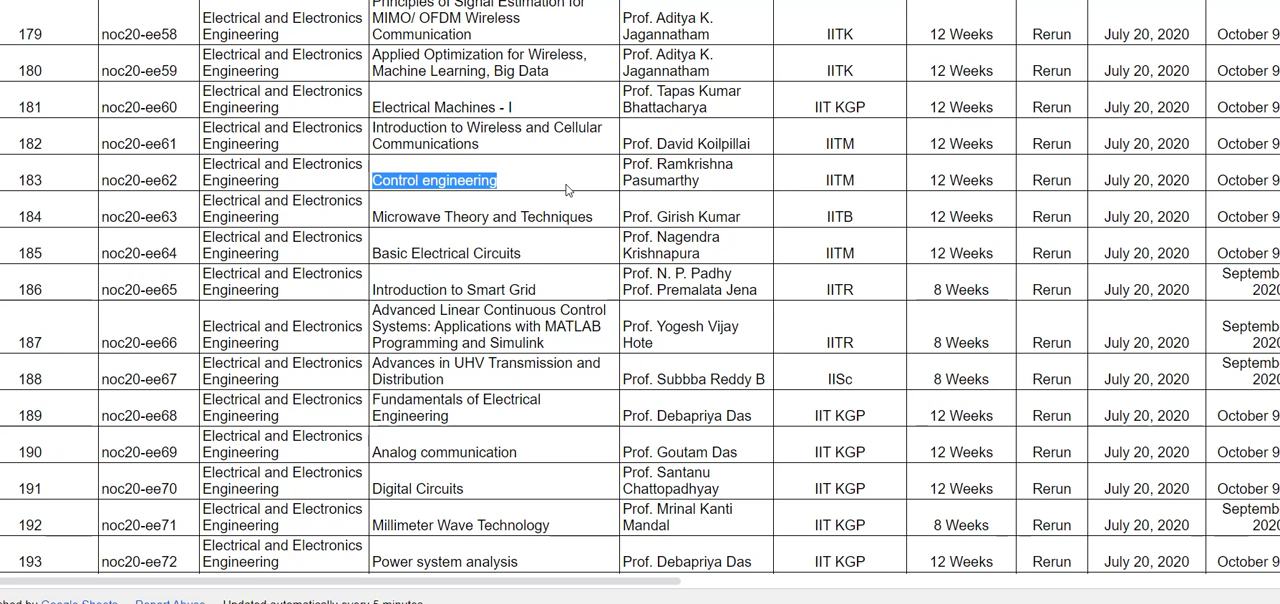 Principles of Signal Estimation for
Electrical and Electronics MIMO/ OFDM Wireless Prof. Aditya K.
179 noc20-ee58 Engineering Communication Jagannatham IITK 12 Weeks Rerun July 20, 2020 October 9
Electrical and Electronics Applied Optimization for Wireless, Prof. Aditya K.
180 noc20-ee59 Engineering Machine Learning, Big Data Jagannatham IITK 12 Weeks Rerun July 20, 2020 October 9
Electrical and Electronics Prof. Tapas Kumar
181 noc20-ee60 Engineering Electrical Machines - I Bhattacharya IIT KGP 12 Weeks Rerun July 20, 2020 October 9
Electrical and Electronics Introduction to Wireless and Cellular
182 noc20-ee61 Engineering Communications Prof. David Koilpillai IITM 12 Weeks Rerun July 20, 2020 October 9
Electrical and Electronics Prof. Ramkrishna
183 noc20-ee62 Engineering Control engineering Pasumarthy IITM 12 Weeks Rerun July 20, 2020 October 9
Electrical and Electronics
184 noc20-ee63 Engineering Microwave Theory and Techniques Prof. Girish Kumar IITB 12 Weeks Rerun July 20, 2020 October 9
Electrical and Electronics Prof. Nagendra
185 noc20-ee64 Engineering Basic Electrical Circuits Krishnapura IITM 12 Weeks Rerun July 20, 2020 October 9
Electrical and Electronics Prof. N. P. Padhy Septemb
186 noc20-ee65 Engineering Introduction to Smart Grid Prof. Premalata Jena IITR 8 Weeks Rerun July 20, 2020 2020
Advanced Linear Continuous Control
Electrical and Electronics Systems: Applications with MATLAB Prof. Yogesh Vijay Septemb
187 noc20-ee66 Engineering Programming and Simulink Hote IITR 8 Weeks Rerun July 20, 2020 2020
Electrical and Electronics Advances in UHV Transmission and Septemb
188 noc20-ee67 Engineering Distribution Prof. Subbba Reddy B IISc 8 Weeks Rerun July 20, 2020 2020
Electrical and Electronics Fundamentals of Electrical
189 noc20-ee68 Engineering Engineering Prof. Debapriya Das IIT KGP 12 Weeks Rerun July 20, 2020 October 9
Electrical and Electronics
190 noc20-ee69 Engineering Analog communication Prof. Goutam Das IIT KGP 12 Weeks Rerun July 20, 2020 October 9
Electrical and Electronics Prof. Santanu
191 noc20-ee70 Engineering Digital Circuits Chattopadhyay IIT KGP 12 Weeks Rerun July 20, 2020 October 9
Electrical and Electronics Prof. Mrinal Kanti Septemb
192 noc20-ee71 Engineering Millimeter Wave Technology Mandal IIT KGP 8 Weeks Rerun July 20, 2020 2020
Electrical and Electronics
193 noc20-ee72 Engineering Power system analysis Prof. Debapriya Das IIT KGP 12 Weeks Rerun July 20, 2020 October 9
hed by Google Sheets Report Abuse Updated automatically every 5 minutes